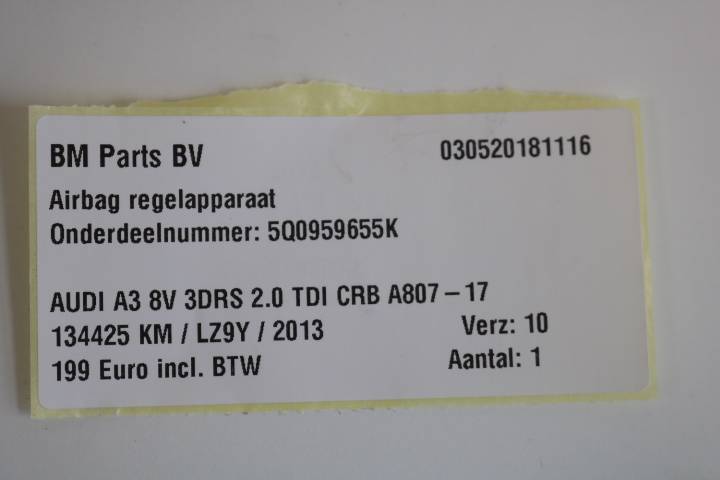 BM Parts BV 030520181116
Airbag regelapparaat
Onderdeelnummer: 5Q0959655K
AUDI A3 8V 3DRS 2.0 TDI CRB A807-17
134425 KM / LZ9Y / 2013 Verz: 10
199 Euro incl. BTW Aantal: 1